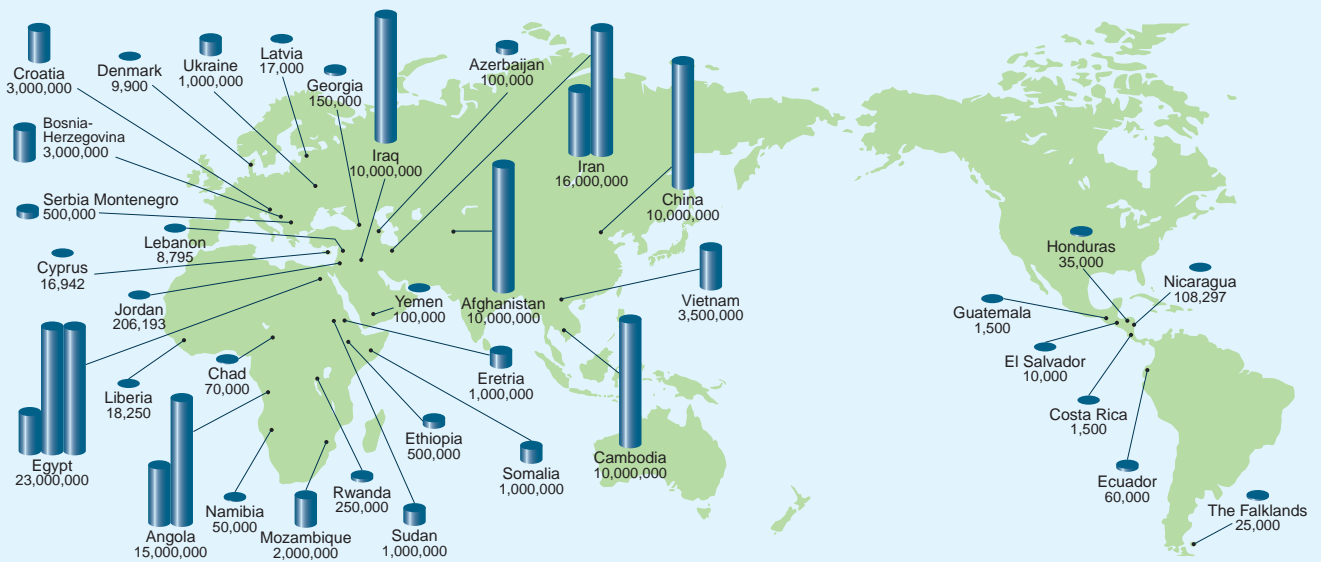 Croatia
3,000,000
Denmark
9,900
Ukraine
1,000,000
Latvia
17,000
Georgia
150,000
Iraq
10,000,000
Azerbaijan
100,000
Iran
16,000,000
China
10,000,000
Bosnia-
Herzegovina
3,000,000
Serbia Montenegro
500,000
Lebanon
8,795
Cyprus
16,942
Jordan
206,193
Yemen
100,000
Afghanistan
10,000,000
Vietnam
3,500,000
Honduras
35,000
Nicaragua
108,297
Guatemala
1,500
El Salvador
10,000
Costa Rica
1,500
Ecuador
60,000
The Falklands
25,000
Egypt
23,000,000
Liberia
18,250
Chad
70,000
Eretria
1,000,000
Ethiopia
500,000
Somalia
1,000,000
Cambodia
10,000,000
Angola
15,000,000
Namibia
50,000
Mozambique
2,000,000
Rwanda
250,000
Sudan
1,000,000